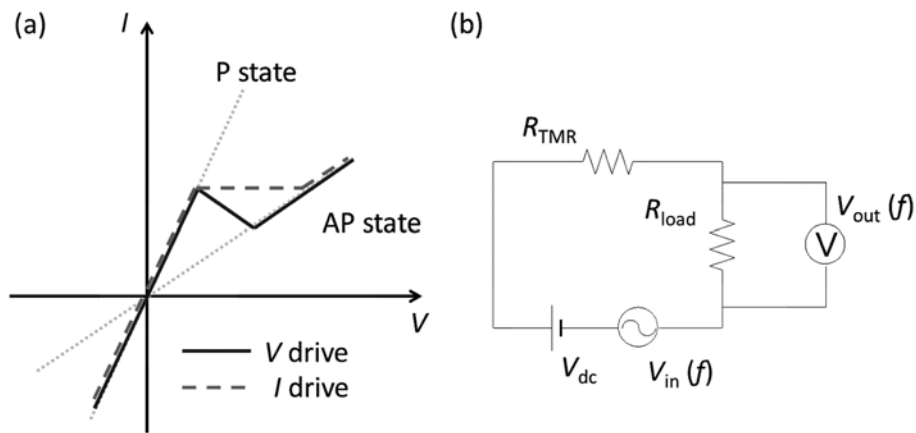 (a)
I
P state
AP state
V
V drive
I drive
(b)
R_TMR
R_load
V_out (f)
V
V_dc
V_in (f)